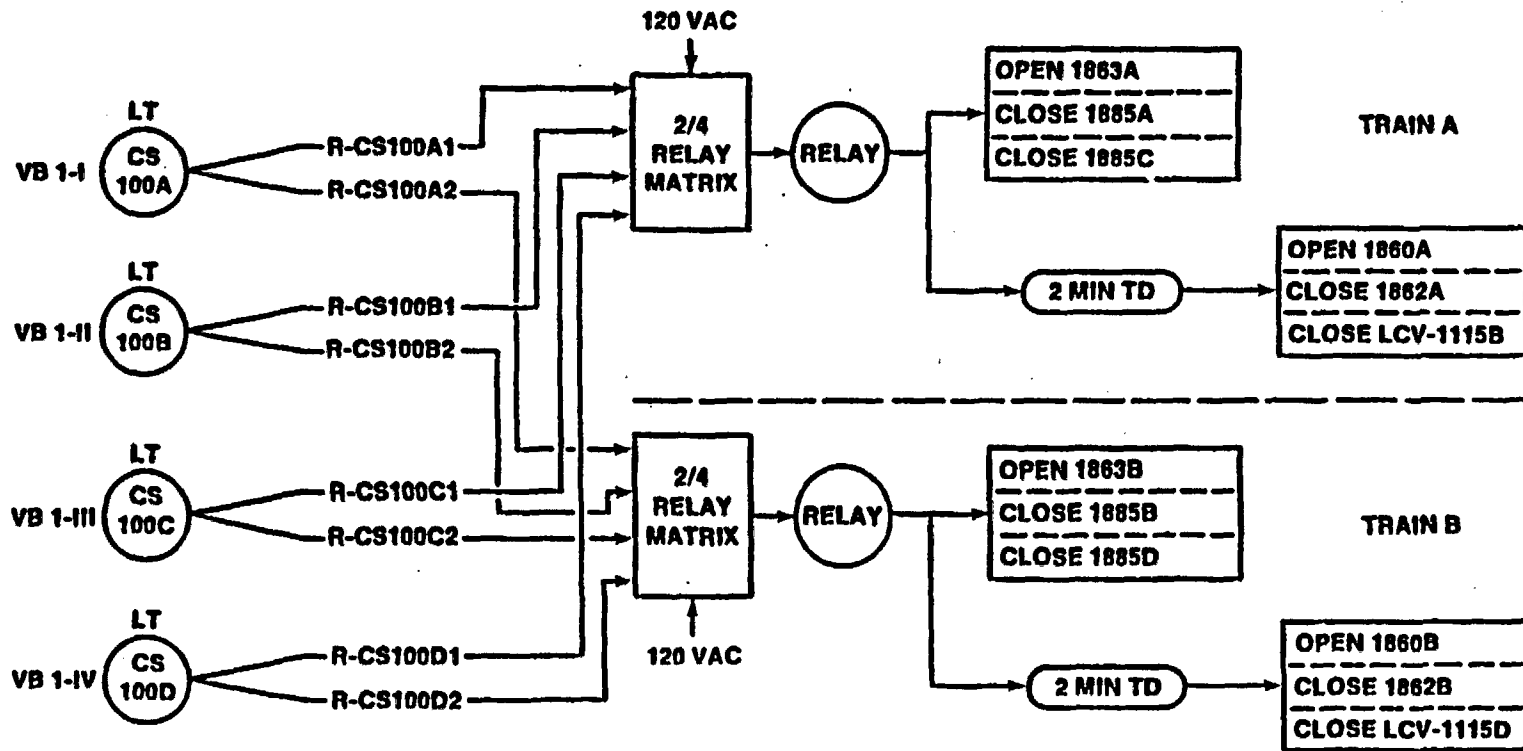 120 VAC
LT
VB 1-I
CS
100A
R-CS100A1
R-CS100A2
2/4
RELAY
MATRIX
RELAY
OPEN 1863A
CLOSE 1885A
CLOSE 1885C
TRAIN A
2 MIN TD
OPEN 1860A
CLOSE 1862A
CLOSE LCV-1115B
LT
VB 1-II
CS
100B
R-CS100B1
R-CS100B2
LT
VB 1-III
CS
100C
R-CS100C1
R-CS100C2
2/4
RELAY
MATRIX
120 VAC
RELAY
OPEN 1863B
CLOSE 1885B
CLOSE 1885D
TRAIN B
2 MIN TD
OPEN 1860B
CLOSE 1862B
CLOSE LCV-1115D
LT
VB 1-IV
CS
100D
R-CS100D1
R-CS100D2